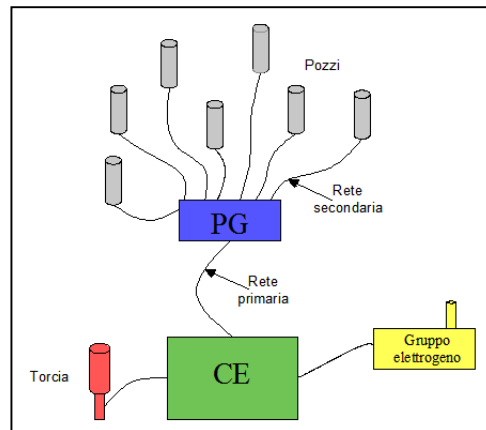 Pozzi
Rete
secondaria
PG
Rete
primaria
Gruppo
elettrogeno
CE
Torcia